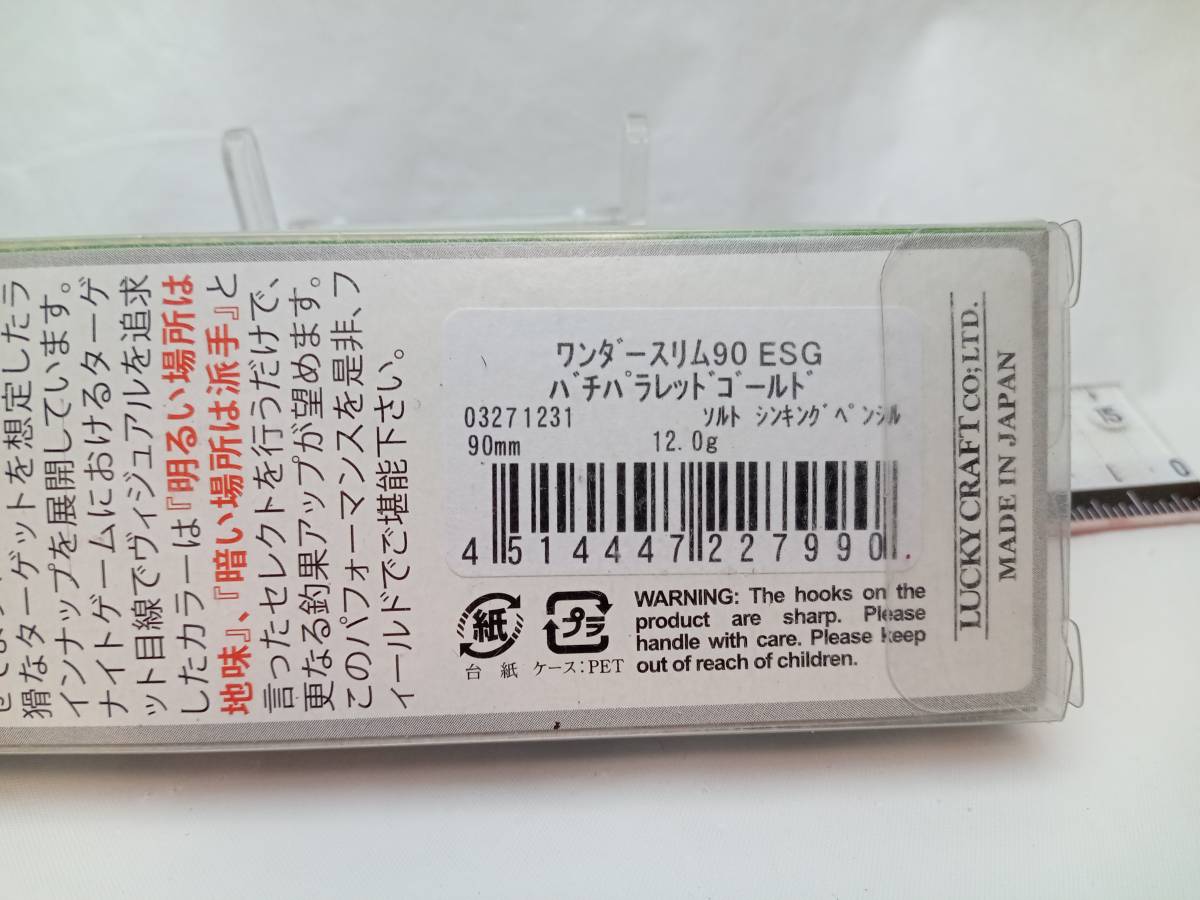 猾なターゲットを想定したラ
インナップを展開しています。
ナイトゲームにおけるターゲ
ット目線でヴィジュアルを追求
したカラーは『明るい場所は
地味』、『暗い場所は派手』と
言ったセレクトを行うだけで、
更なる釣果アップが望めます。
このパフォーマンスを是非、フ
ィールドでご堪能下さい。
ワンダースリム90 ESG
バチパラレッドゴールド
03271231 ソルト シンキングペンシル
90mm 12.0g
4 514447 227990
紙 プラ
台紙 ケース:PET
WARNING: The hooks on the
product are sharp. Please
handle with care. Please keep
out of reach of children.
LUCKY CRAFT CO;LTD.
MADE IN JAPAN
15
0